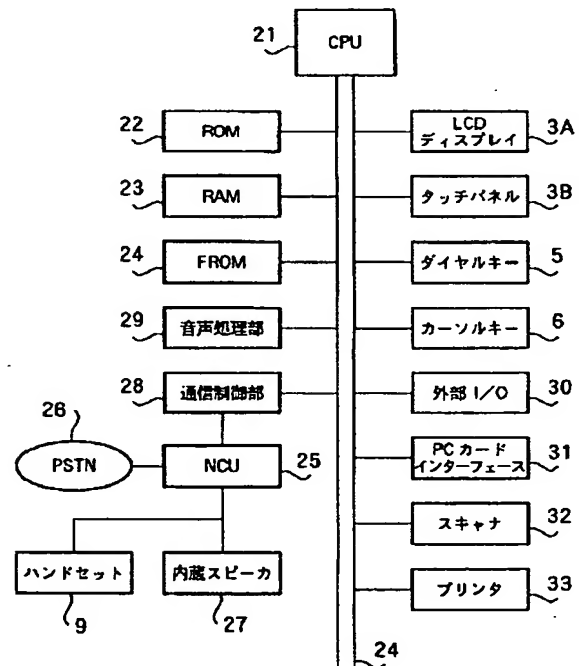 21
CPU
22
ROM
LCD
ディスプレイ
3A
23
RAM
タッチパネル
3B
24
FROM
ダイヤルキー
5
29
音声処理部
カーソルキー
6
28
通信制御部
外部 I/O
30
26
PSTN
NCU
25
PC カード
インターフェース
31
スキャナ
32
ハンドセット
内蔵スピーカ
プリンタ
33
9
27
24